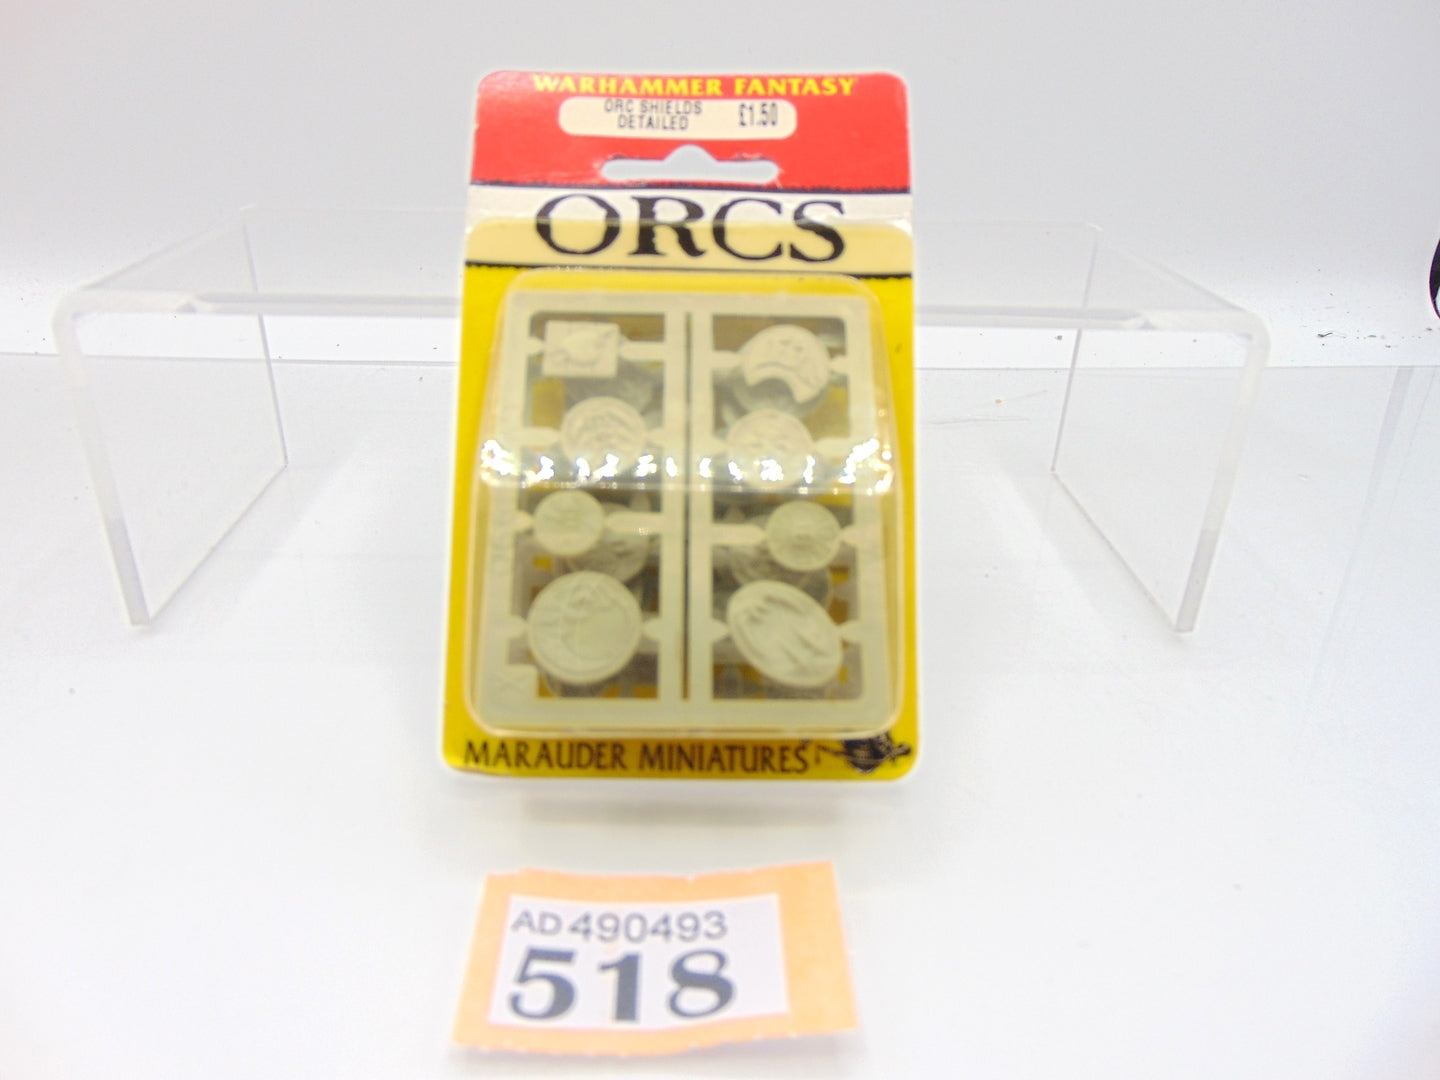 WARHAMMER FANTASY
ORC SHIELDS £1.50
DETAILED
ORCS
MARAUDER MINIATURES
AD 490493
518